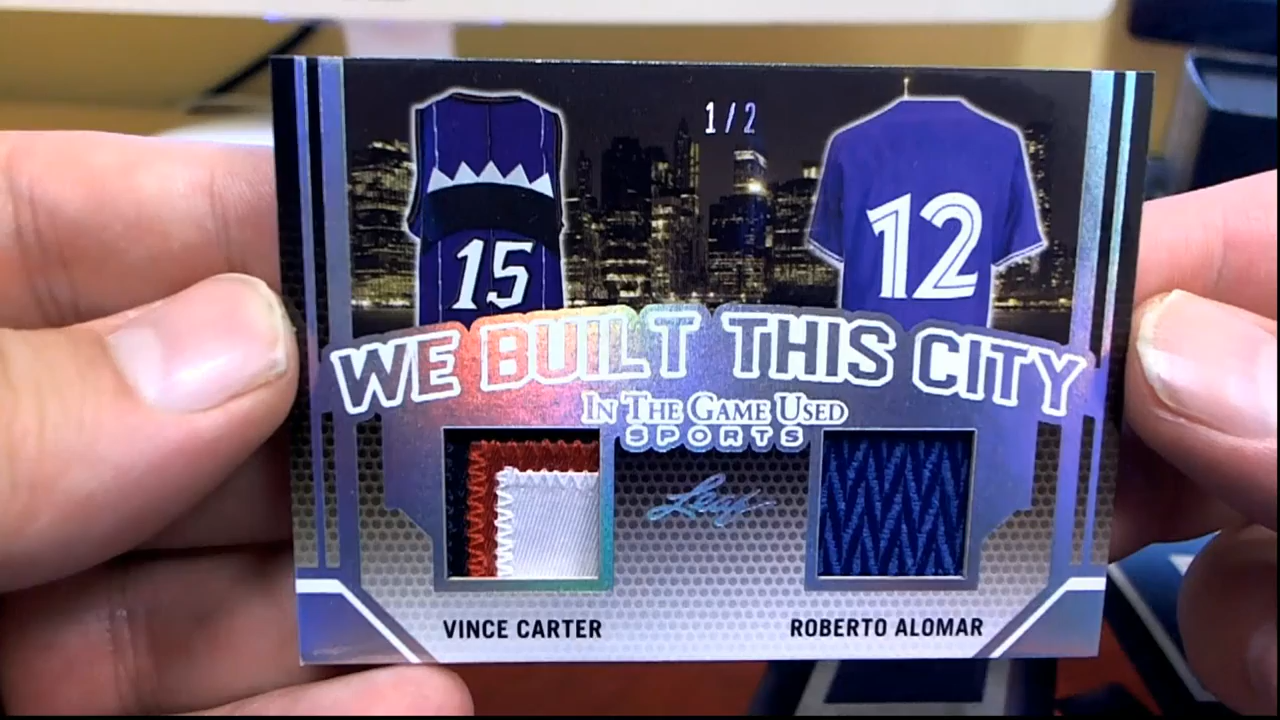 1/2
15
12
WE BUILT THIS CITY
IN THE GAME USED
SPORTS
Leaf
VINCE CARTER
ROBERTO ALOMAR